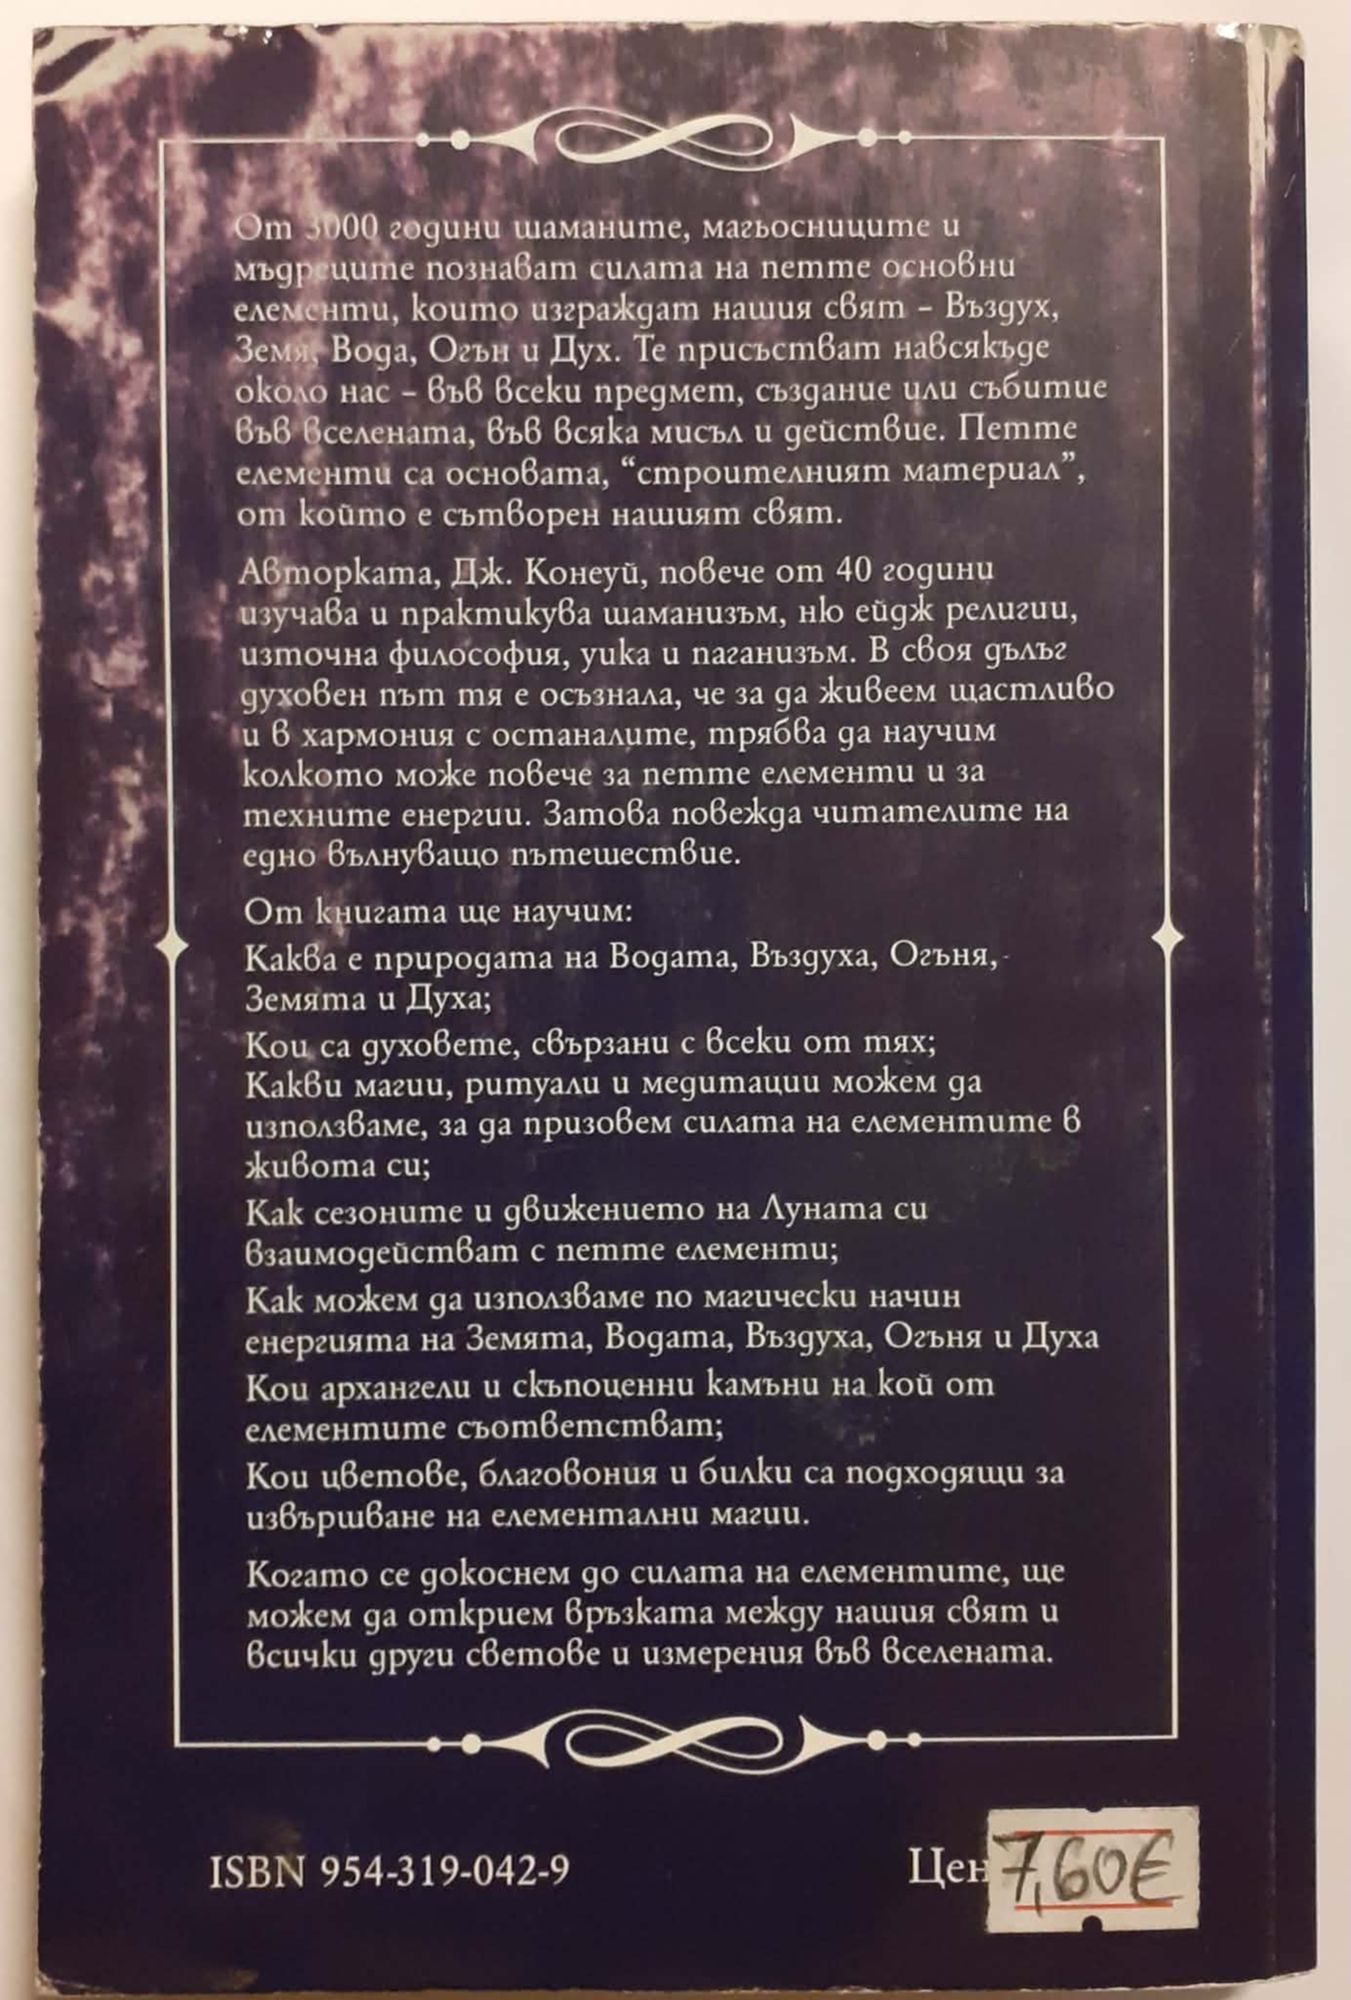 От 3000 години шаманите, магьосниците и
мъдреците познават силата на петте основни
елементи, които изграждат нашия свят – Въздух,
Земя, Вода, Огън и Дух. Те присъстват навсякъде
около нас – във всеки предмет, създание или събитие
във вселената, във всяка мисъл и действие. Петте
елементи са основата, “строителният материал”,
от който е сътворен нашият свят.
Авторката, Дж. Конеуй, повече от 40 години
изучава и практикува шаманизъм, ню ейдж религии,
източна философия, уика и паганизъм. В своя дълъг
духовен път тя е осъзнала, че за да живеем щастливо
и в хармония с останалите, трябва да научим
колкото може повече за петте елементи и за
техните енергии. Затова повежда читателите на
едно вълнуващо пътешествие.
От книгата ще научим:
Каква е природата на Водата, Въздуха, Огъня,
Земята и Духа;
Кои са духовете, свързани с всеки от тях;
Какви магии, ритуали и медитации можем да
използваме, за да призовем силата на елементите в
живота си;
Как сезоните и движението на Луната си
взаимодействат с петте елементи;
Как можем да използваме по магически начин
енергията на Земята, Водата, Въздуха, Огъня и Духа
Кои архангели и скъпоценни камъни на кой от
елементите съответстват;
Кои цветове, благовония и билки са подходящи за
извършване на елементални магии.
Когато се докоснем до силата на елементите, ще
можем да открием връзката между нашия свят и
всички други светове и измерения във вселената.
ISBN 954-319-042-9
Цен 7,60€